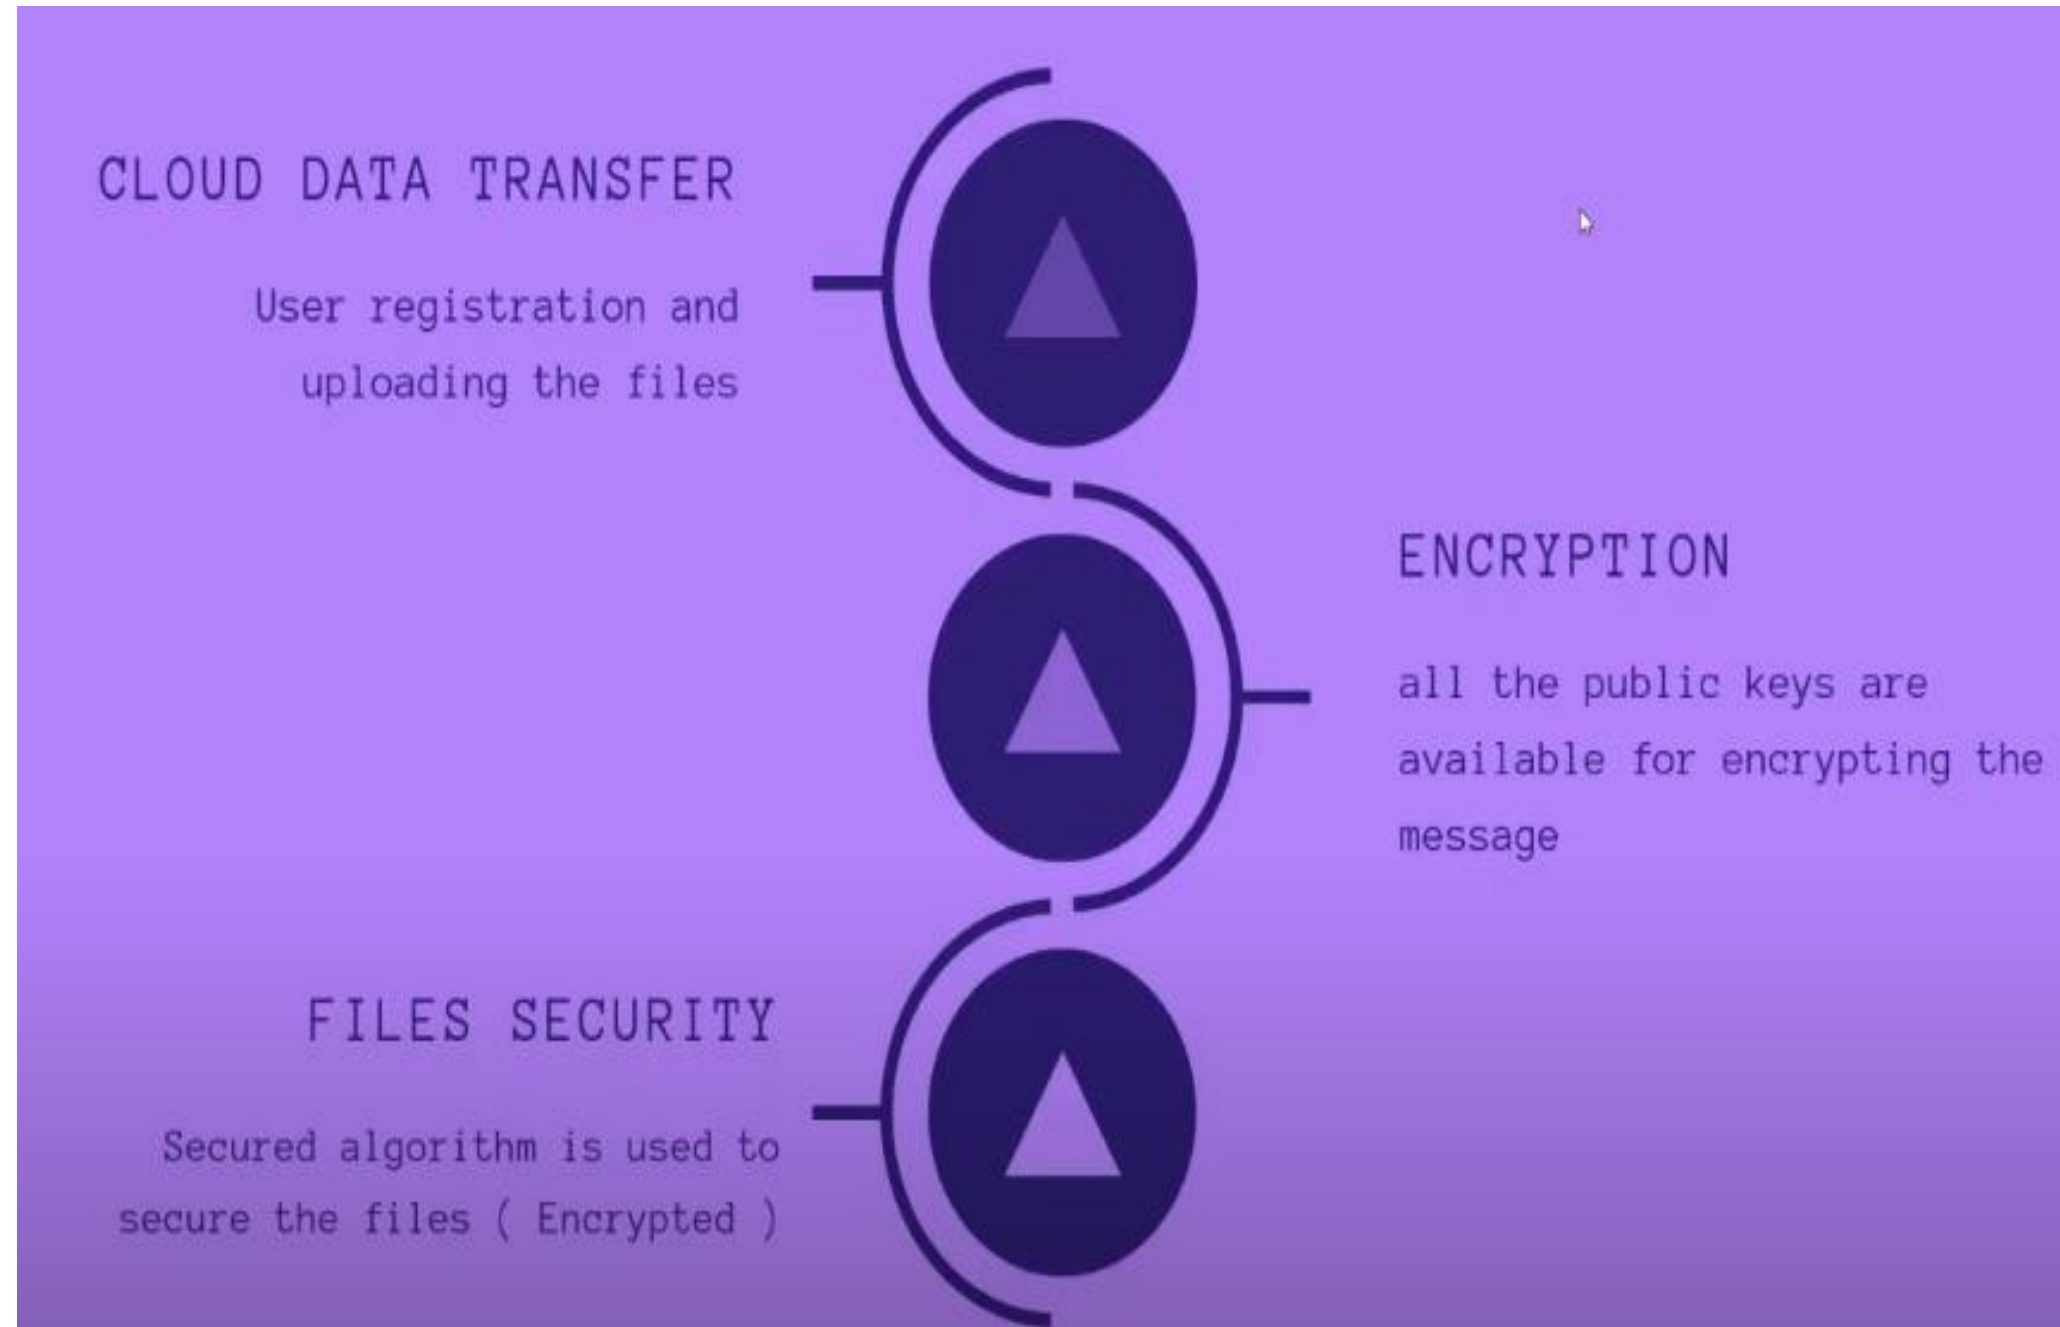 CLOUD DATA TRANSFER
User registration and
uploading the files
ENCRYPTION
all the public keys are
available for encrypting the
message
FILES SECURITY
Secured algorithm is used to
secure the files ( Encrypted )